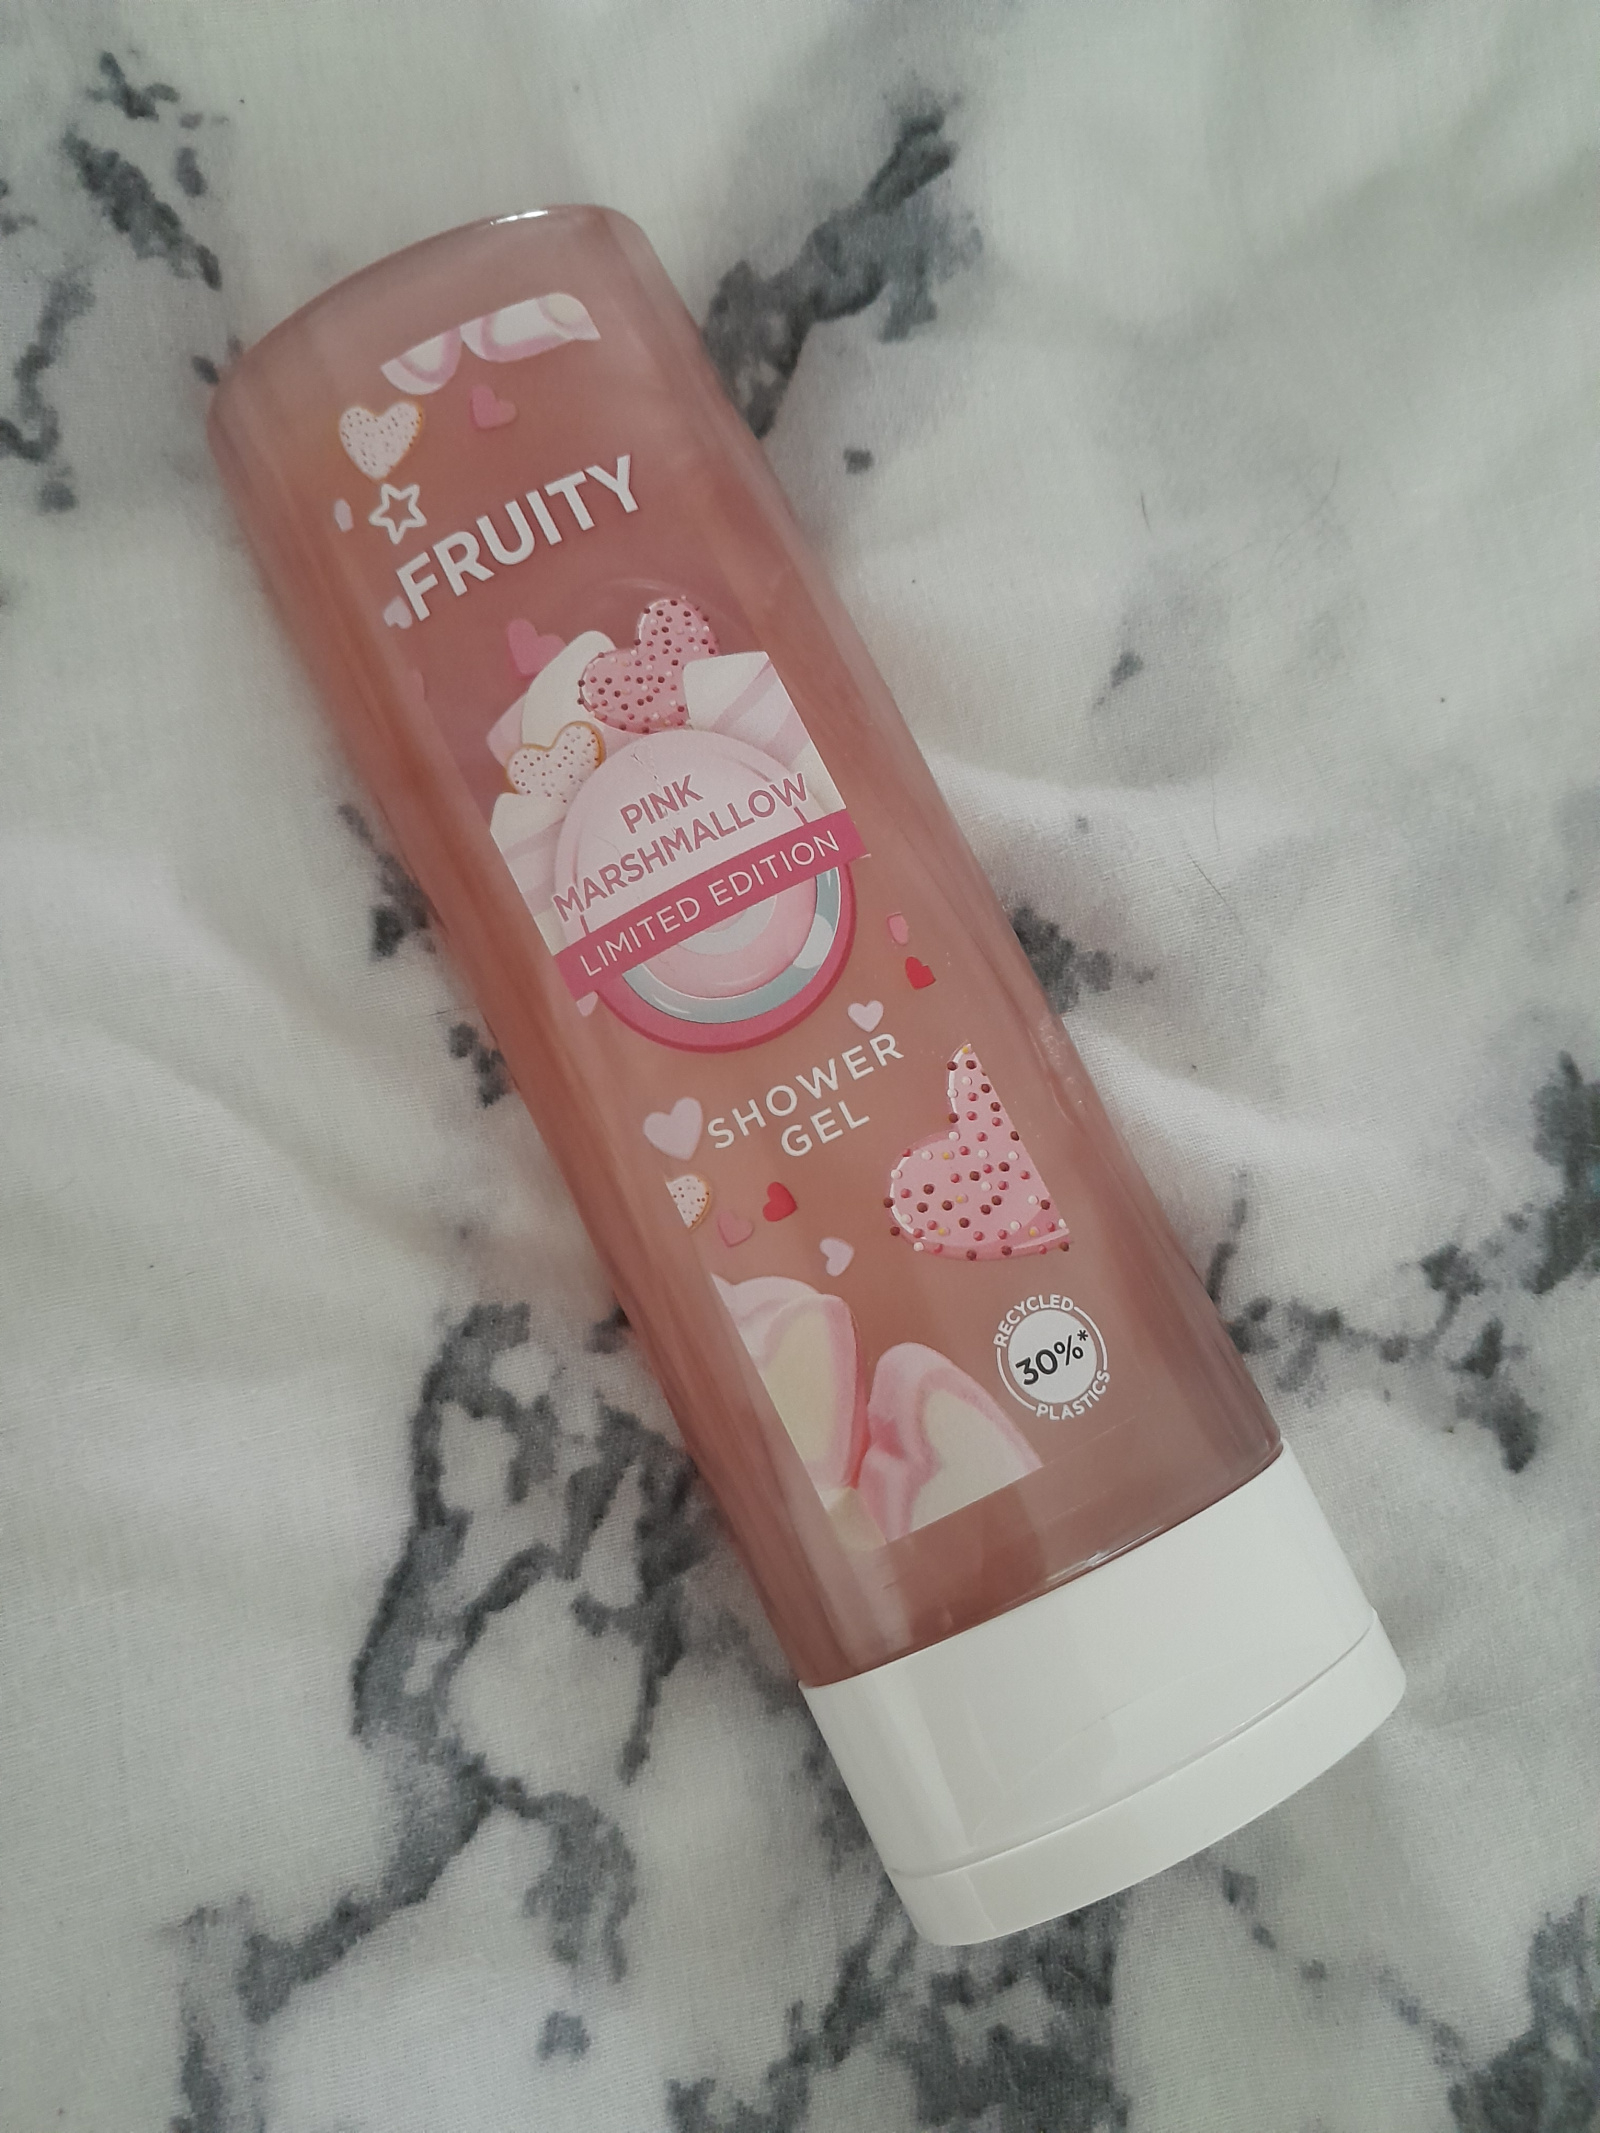 FRUITY
PINK
MARSHMALLOW
LIMITED EDITION
SHOWER
GEL
RECYCLED
30%*
PLASTICS